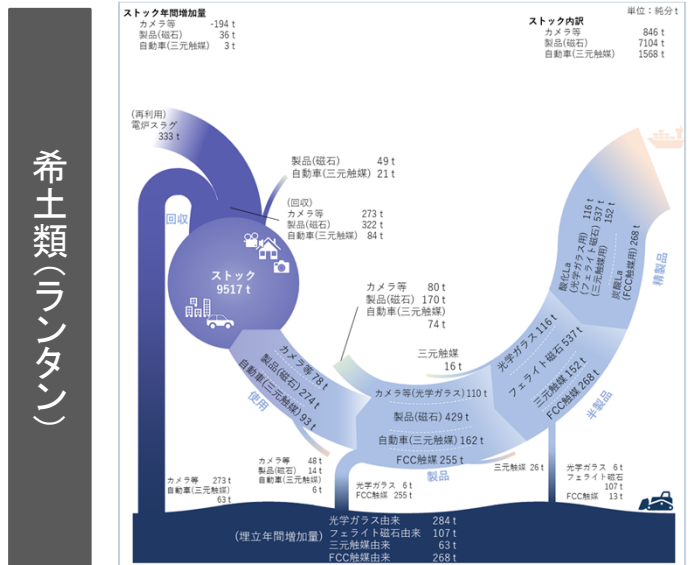 希土類(ランタン)
ストック年間増加量
カメラ等 -194 t
製品(磁石) 36 t
自動車(三元触媒) 3 t
単位：純分t
ストック内訳
カメラ等 846 t
製品(磁石) 7104 t
自動車(三元触媒) 1568 t
(再利用)
電炉スラグ
333 t
製品(磁石) 49 t
自動車(三元触媒) 21 t
(回収)
カメラ等 273 t
製品(磁石) 322 t
自動車(三元触媒) 84 t
回収
ストック
9517 t
酸化La
(光学ガラス用) 116 t
(フェライト磁石) 537 t
(三元触媒用) 152 t
炭酸La
(FCC触媒用) 268 t
精製品
カメラ等 80 t
製品(磁石) 170 t
自動車(三元触媒)
74 t
三元触媒
16 t
光学ガラス 116 t
フェライト磁石 537 t
三元触媒 152 t
FCC触媒 268 t
半製品
カメラ等 78 t
製品(磁石) 274 t
自動車(三元触媒) 93 t
使用
カメラ等(光学ガラス) 110 t
製品(磁石) 429 t
自動車(三元触媒) 162 t
FCC触媒 255 t
製品
カメラ等 273 t
自動車(三元触媒)
63 t
カメラ等 48 t
製品(磁石) 14 t
自動車(三元触媒)
6 t
光学ガラス 6 t
FCC触媒 255 t
三元触媒 26 t
光学ガラス 6 t
フェライト磁石
107 t
FCC触媒 13 t
(埋立年間増加量)
光学ガラス由来 284 t
フェライト磁石由来 107 t
三元触媒由来 63 t
FCC触媒由来 268 t